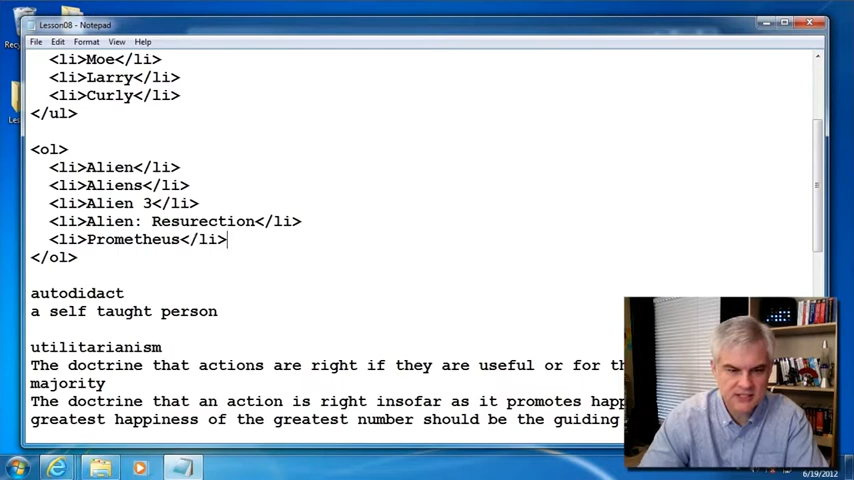 Lesson08 - Notepad
File Edit Format View Help
<li>Moe</li>
<li>Larry</li>
<li>Curly</li>
</ul>
<ol>
<li>Alien</li>
<li>Aliens</li>
<li>Alien 3</li>
<li>Alien: Resurection</li>
<li>Prometheus</li>
</ol>
autodidact
a self taught person
utilitarianism
The doctrine that actions are right if they are useful or for
majority
The doctrine that an action is right insofar as it promotes
greatest happiness of the greatest number should be the guiding
6/19/2012